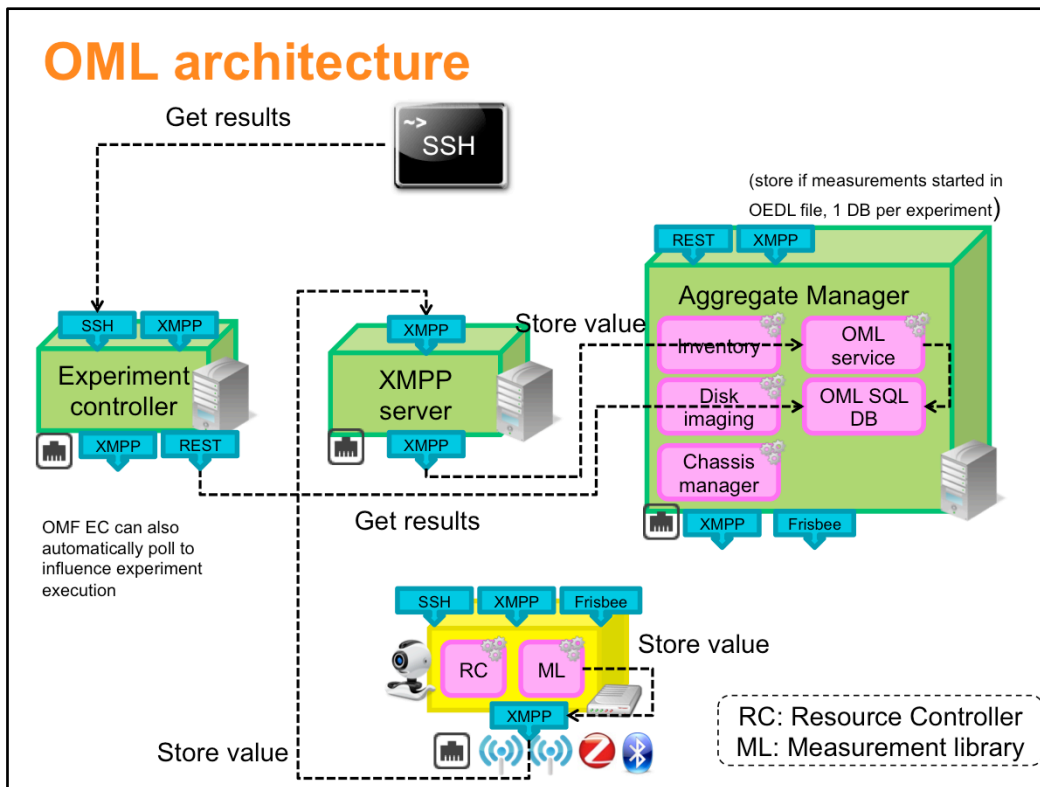 OML architecture
Get results
~>
SSH
(store if measurements started in
OEDL file, 1 DB per experiment)
REST
XMPP
Aggregate Manager
Inventory
OML
service
Disk
imaging
OML SQL
DB
Chassis
manager
XMPP
Frisbee
Store value
SSH
XMPP
Experiment
controller
XMPP
REST
XMPP
XMPP
server
XMPP
Get results
OMF EC can also
automatically poll to
influence experiment
execution
SSH
XMPP
Frisbee
RC
ML
Store value
XMPP
Store value
RC: Resource Controller
ML: Measurement library